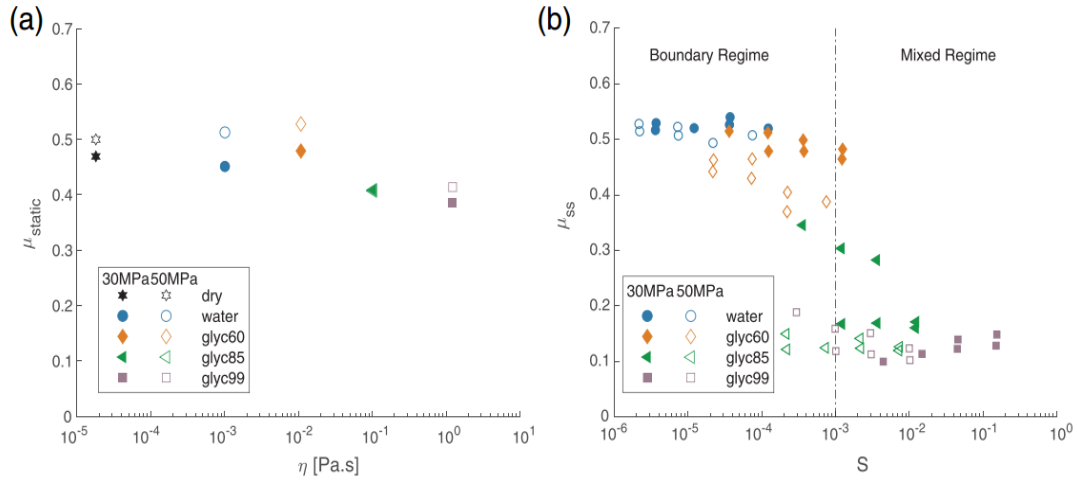 (a)
0.7
0.6
0.5
0.4
0.3
0.2
0.1
0
μstatic
30MPa 50MPa
dry
water
glyc60
glyc85
glyc99
10⁻⁵ 10⁻⁴ 10⁻³ 10⁻² 10⁻¹ 10⁰ 10¹
η [Pa.s]
(b)
0.7
0.6
0.5
0.4
0.3
0.2
0.1
0
μss
Boundary Regime Mixed Regime
30MPa 50MPa
water
glyc60
glyc85
glyc99
10⁻⁶ 10⁻⁵ 10⁻⁴ 10⁻³ 10⁻² 10⁻¹ 10⁰
S